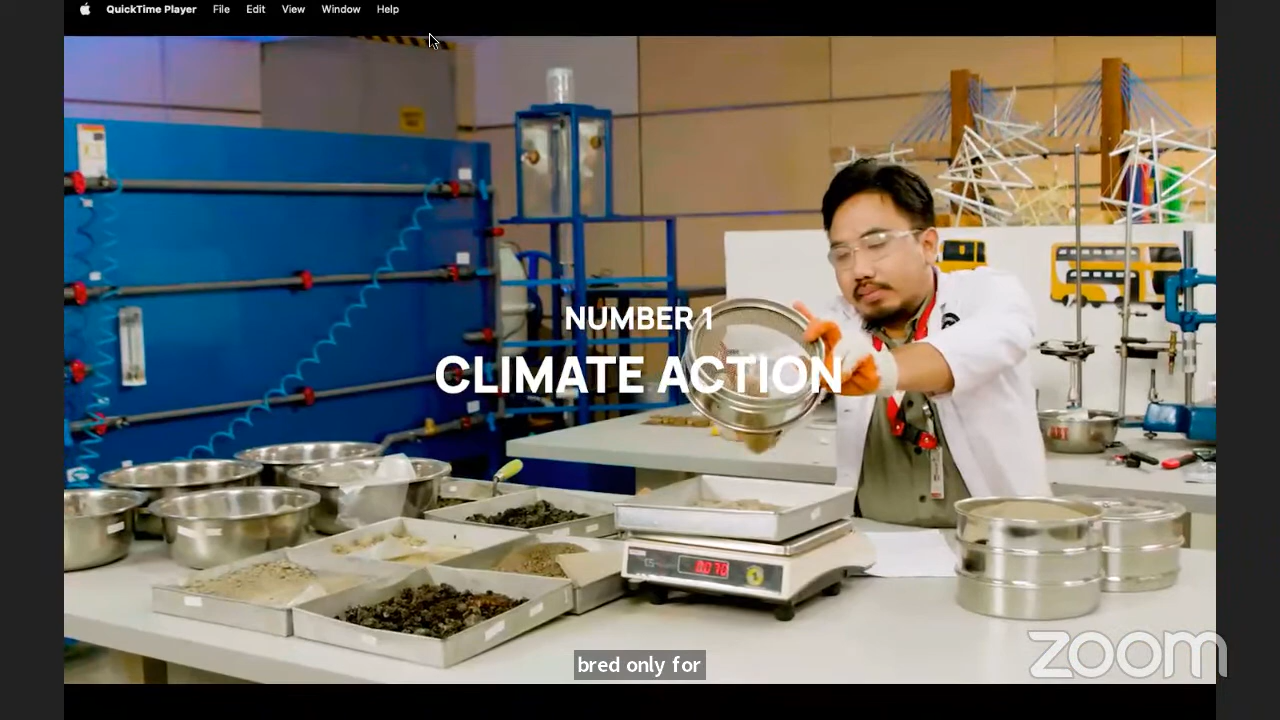 QuickTime Player File Edit View Window Help
NUMBER 1
CLIMATE ACTION
bred only for
zoom